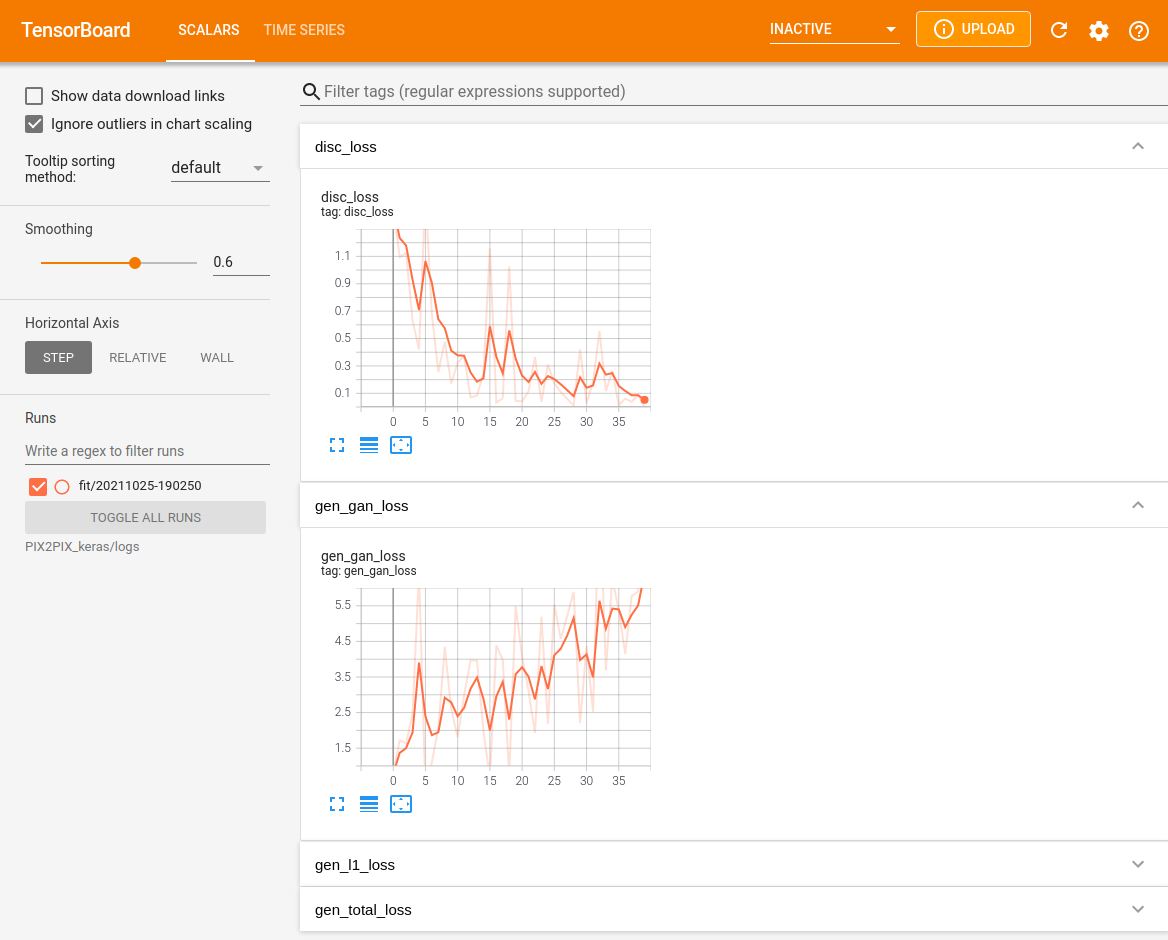 TensorBoard SCALARS TIME SERIES INACTIVE UPLOAD
Show data download links
Ignore outliers in chart scaling
Tooltip sorting
method:
default
Smoothing
0.6
Horizontal Axis
STEP RELATIVE WALL
Runs
Write a regex to filter runs
fit/20211025-190250
TOGGLE ALL RUNS
PIX2PIX_keras/logs
Filter tags (regular expressions supported)
disc_loss
disc_loss
tag: disc_loss
1.1
0.9
0.7
0.5
0.3
0.1
0 5 10 15 20 25 30 35
gen_gan_loss
gen_gan_loss
tag: gen_gan_loss
5.5
4.5
3.5
2.5
1.5
0 5 10 15 20 25 30 35
gen_l1_loss
gen_total_loss